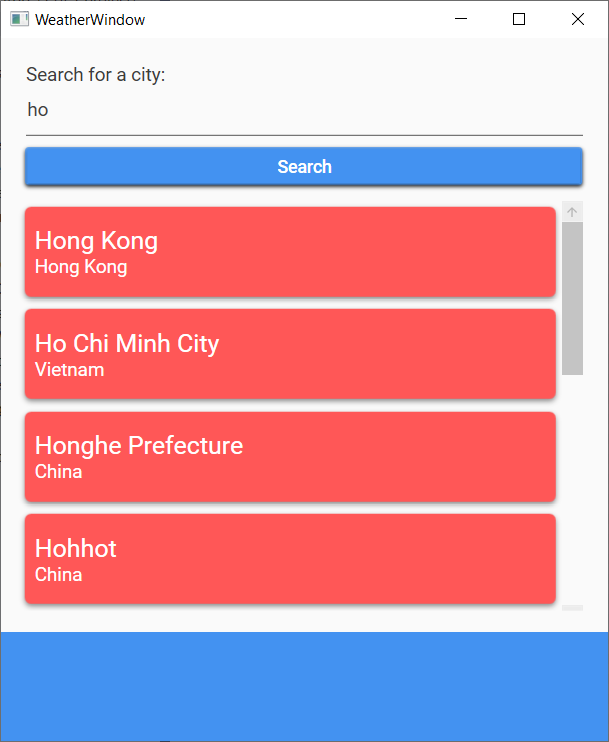 WeatherWindow
Search for a city:
ho
Search
Hong Kong
Hong Kong
Ho Chi Minh City
Vietnam
Honghe Prefecture
China
Hohhot
China